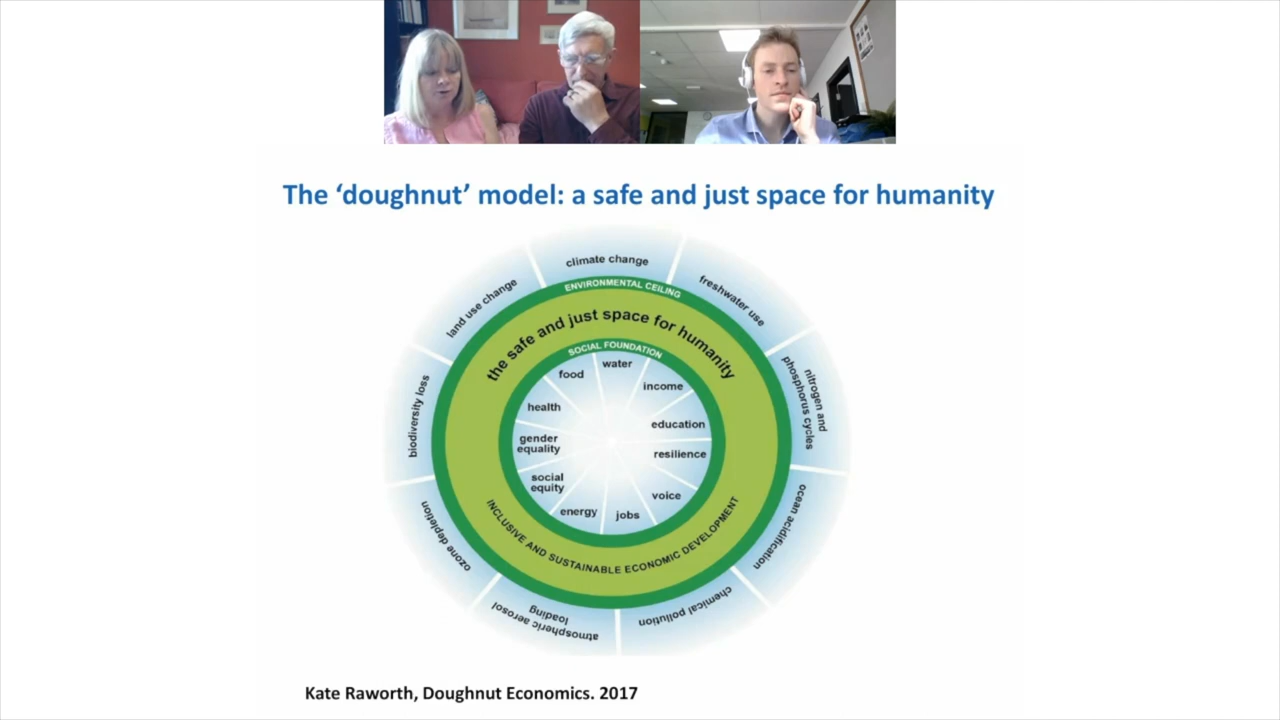 The ‘doughnut’ model: a safe and just space for humanity
climate change
freshwater use
nitrogen and
phosphorus cycles
ocean acidification
chemical pollution
atmospheric aerosol
loading
ozone depletion
biodiversity loss
land use change
ENVIRONMENTAL CEILING
the safe and just space for humanity
SOCIAL FOUNDATION
water
income
education
resilience
voice
jobs
energy
social
equity
gender
equality
health
food
INCLUSIVE AND SUSTAINABLE ECONOMIC DEVELOPMENT
Kate Raworth, Doughnut Economics. 2017